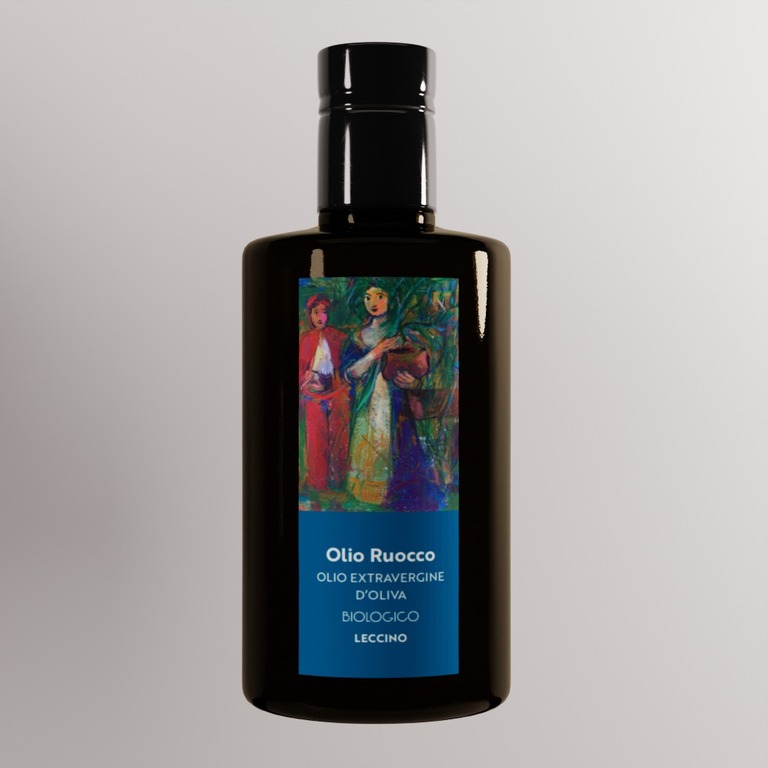 Olio Ruocco
OLIO EXTRAVERGINE
D'OLIVA
BIOLOGICO
LECCINO